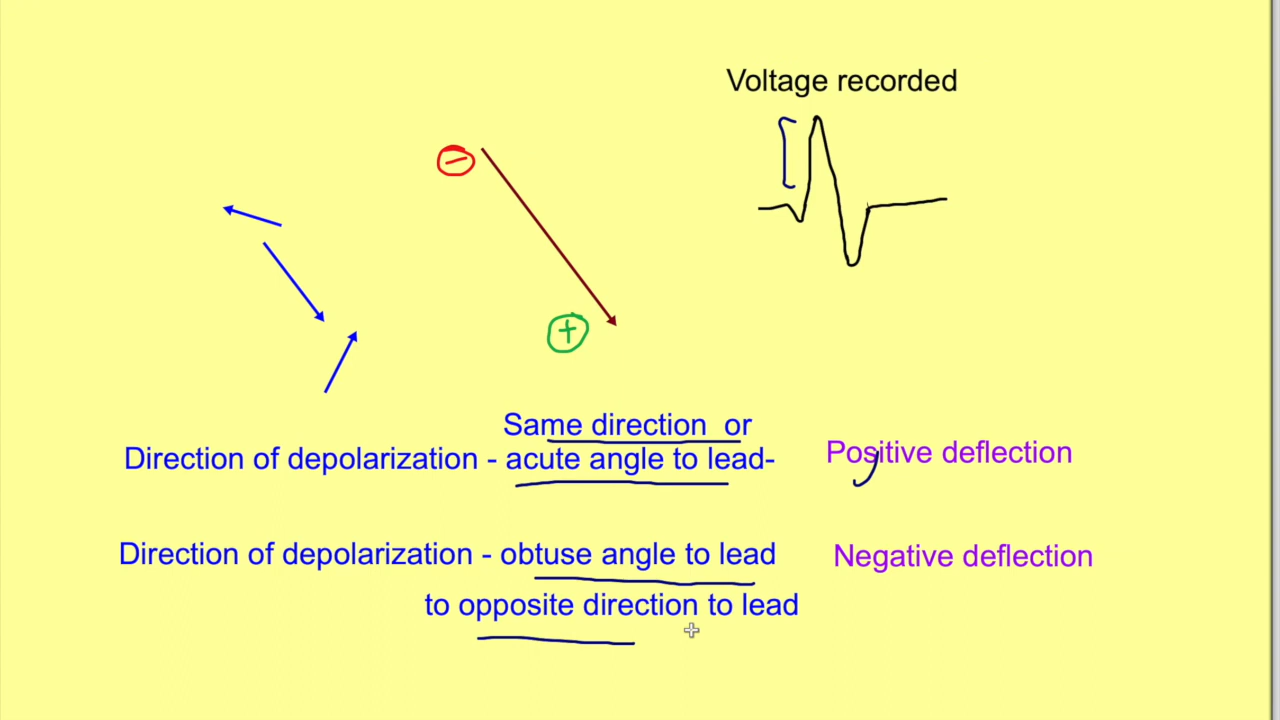 Voltage recorded
−
+
Same direction or
Direction of depolarization - acute angle to lead- Positive deflection
Direction of depolarization - obtuse angle to lead Negative deflection
to opposite direction to lead